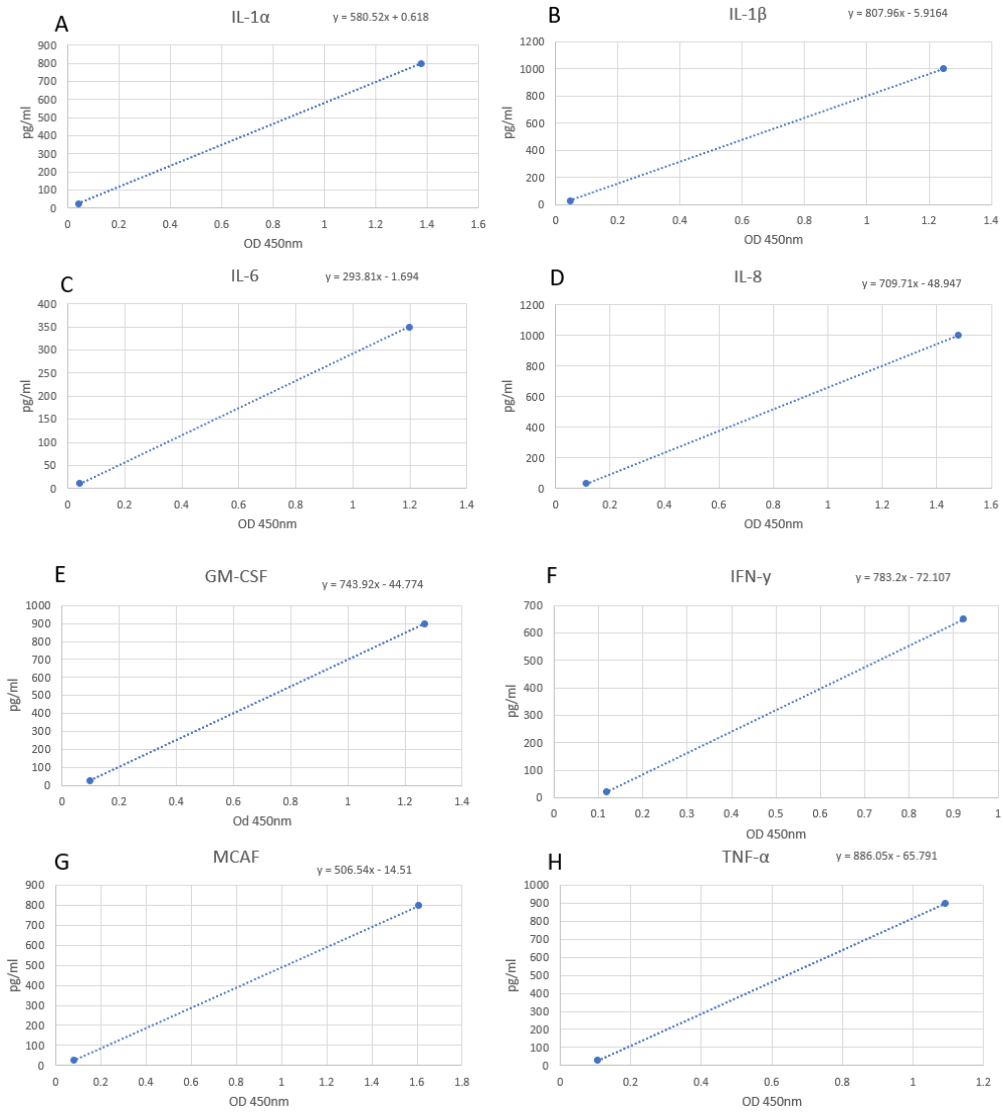 A
IL-1α
y = 580.52x + 0.618
900
800
700
600
500
400
300
200
100
0
pg/ml
0 0.2 0.4 0.6 0.8 1 1.2 1.4 1.6
OD 450nm
B
IL-1β
y = 807.96x - 5.9164
1200
1000
800
600
400
200
0
pg/ml
0 0.2 0.4 0.6 0.8 1 1.2 1.4
OD 450nm
C
IL-6
y = 293.81x - 1.694
400
350
300
250
200
150
100
50
0
pg/ml
0 0.2 0.4 0.6 0.8 1 1.2 1.4
OD 450nm
D
IL-8
y = 709.71x - 48.947
1200
1000
800
600
400
200
0
pg/ml
0 0.2 0.4 0.6 0.8 1 1.2 1.4 1.6
OD 450nm
E
GM-CSF
y = 743.92x - 44.774
1000
900
800
700
600
500
400
300
200
100
0
pg/ml
0 0.2 0.4 0.6 0.8 1 1.2 1.4
Od 450nm
F
IFN-y
y = 783.2x - 72.107
700
600
500
400
300
200
100
0
pg/ml
0 0.1 0.2 0.3 0.4 0.5 0.6 0.7 0.8 0.9 1
OD 450nm
G
MCAF
y = 506.54x - 14.51
900
800
700
600
500
400
300
200
100
0
pg/ml
0 0.2 0.4 0.6 0.8 1 1.2 1.4 1.6 1.8
OD 450nm
H
TNF-α
y = 886.05x - 65.791
1000
900
800
700
600
500
400
300
200
100
0
pg/ml
0 0.2 0.4 0.6 0.8 1 1.2
OD 450nm